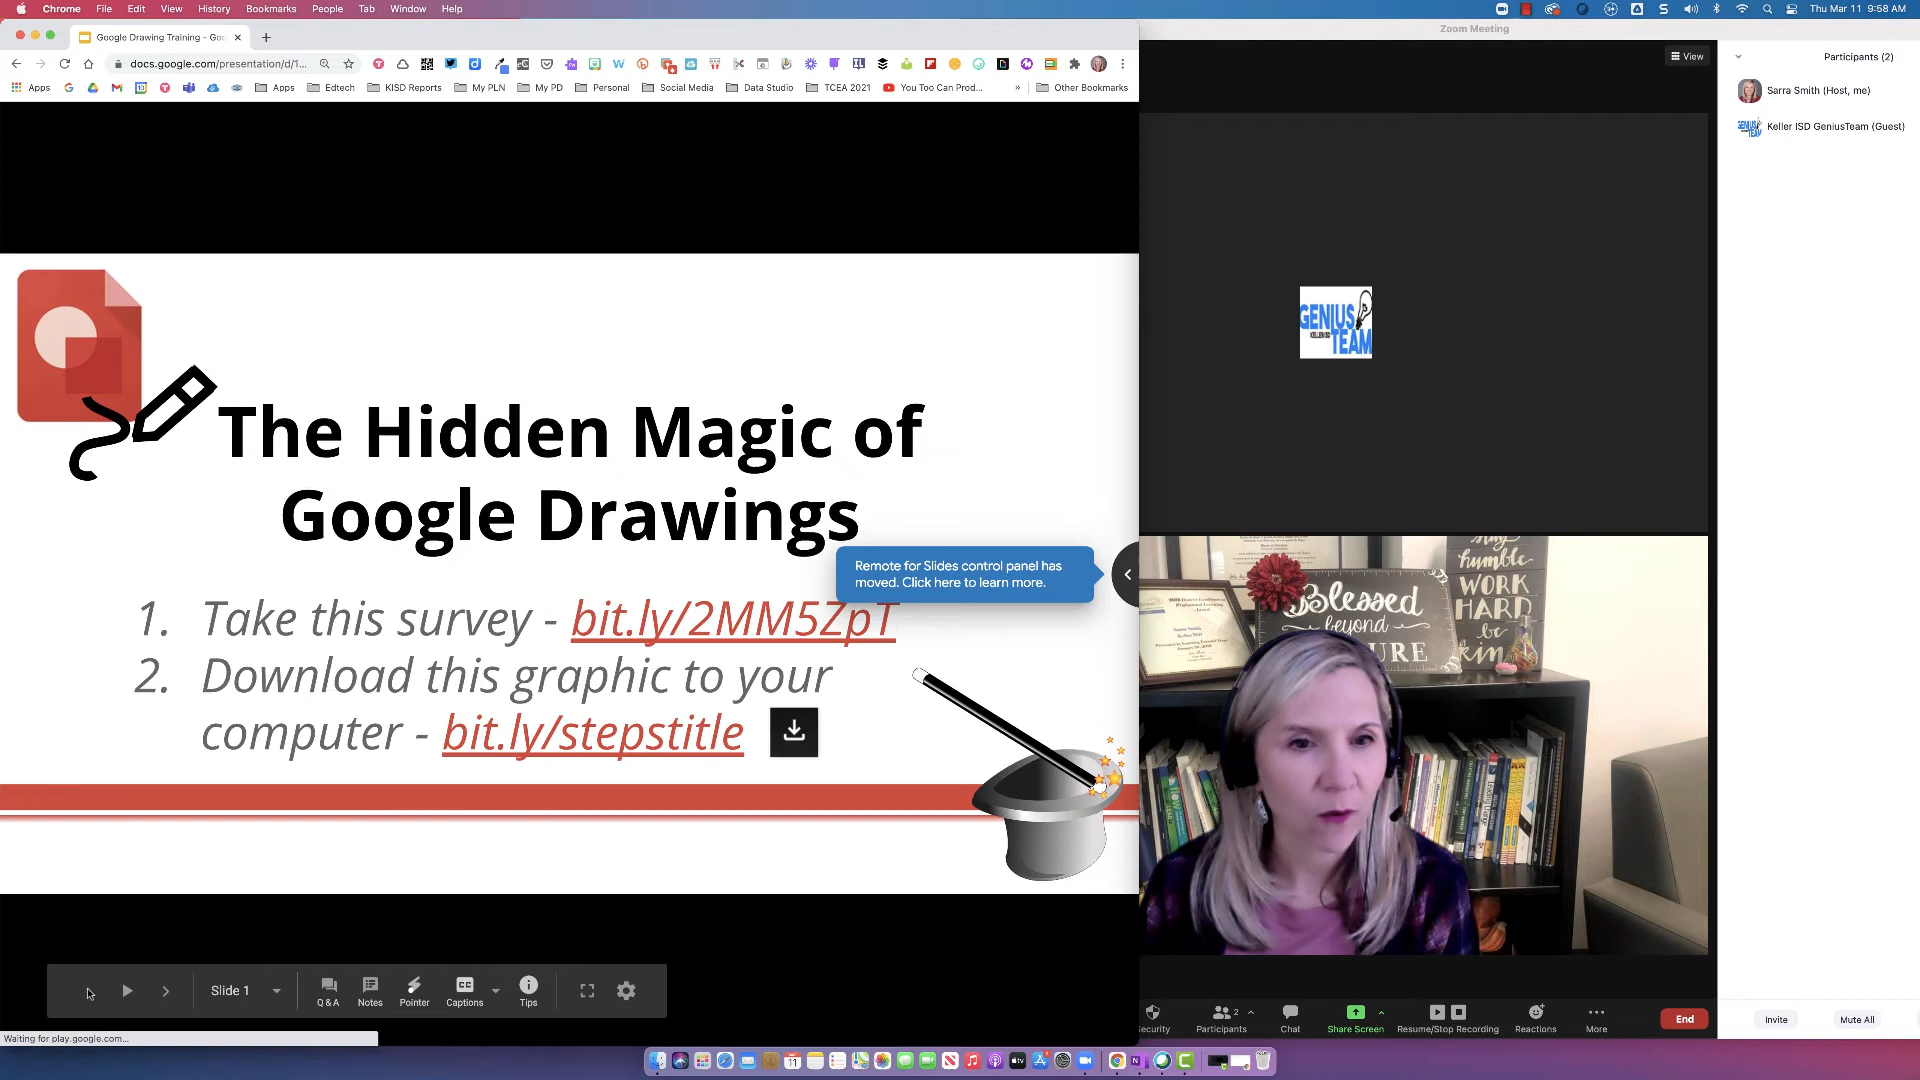 Chrome File Edit View History Bookmarks People Tab Window Help
Thu Mar 11 9:58 AM
Google Drawing Training - Goo
docs.google.com/presentation/d/1...
Apps
Apps Edtech KISD Reports My PLN My PD Personal Social Media Data Studio TCEA 2021 You Too Can Prod... » Other Bookmarks
The Hidden Magic of
Google Drawings
Remote for Slides control panel has
moved. Click here to learn more.
1. Take this survey - bit.ly/2MM5ZpT
2. Download this graphic to your
computer - bit.ly/stepstitle
Slide 1
Q & A Notes Pointer Captions Tips
Waiting for play.google.com...
Zoom Meeting
View
GENIUS
TEAM
Blessed
beyond
URE
humble
WORK
HARD
be
kin
ecurity Participants 2 Chat Share Screen Resume/Stop Recording Reactions More End
Participants (2)
Sarra Smith (Host, me)
Keller ISD GeniusTeam (Guest)
Invite Mute All